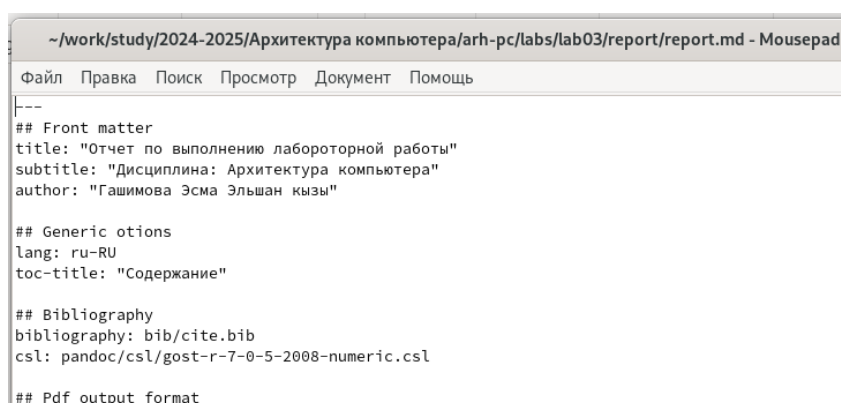 ~/work/study/2024-2025/Архитектура компьютера/arh-pc/labs/lab03/report/report.md - Mousepad
Файл Правка Поиск Просмотр Документ Помощь
---
## Front matter
title: "Отчет по выполнению лабороторной работы"
subtitle: "Дисциплина: Архитектура компьютера"
author: "Гашимова Эсма Эльшан кызы"
## Generic otions
lang: ru-RU
toc-title: "Содержание"
## Bibliography
bibliography: bib/cite.bib
csl: pandoc/csl/gost-r-7-0-5-2008-numeric.csl
## Pdf output format